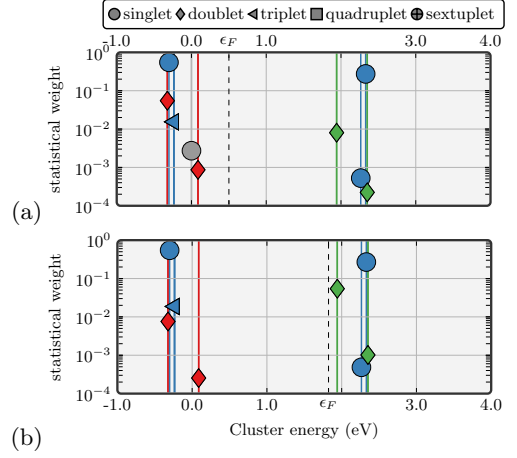 singlet doublet triplet quadruplet sextuplet
-1.0 0.0 ϵF 1.0 2.0 3.0 4.0
10^0
10^-1
10^-2
10^-3
10^-4
statistical weight
(a)
10^0
10^-1
10^-2
10^-3
10^-4
statistical weight
-1.0 0.0 1.0 ϵF 2.0 3.0 4.0
Cluster energy (eV)
(b)